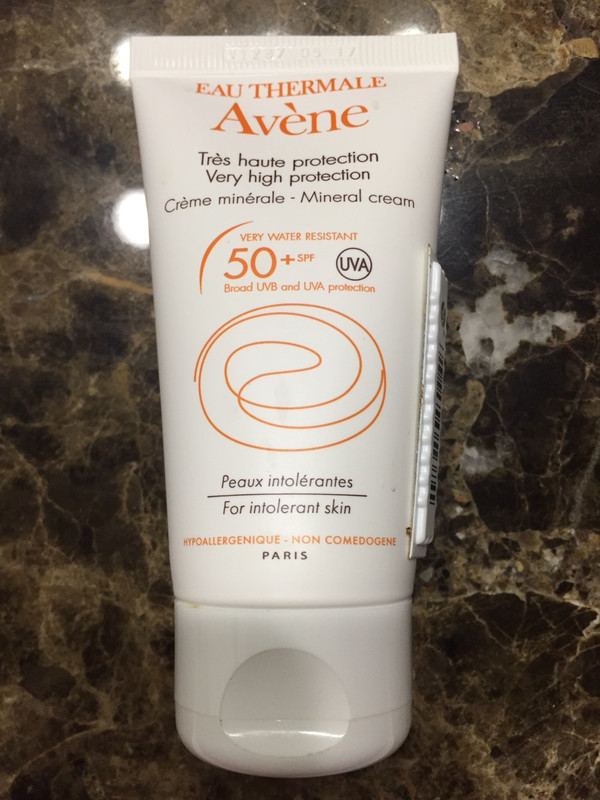 EAU THERMALE
Avène
Très haute protection
Very high protection
Crème minérale - Mineral cream
VERY WATER RESISTANT
50+ SPF
UVA
Broad UVB and UVA protection
Peaux intolérantes
For intolerant skin
HYPOALLERGENIQUE - NON COMEDOGENE
PARIS